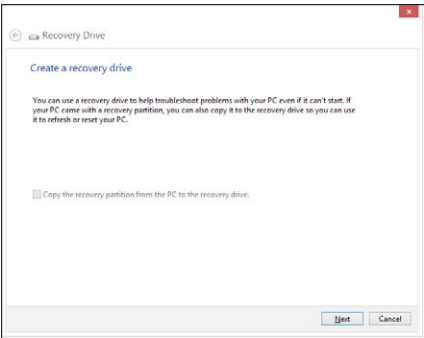 Recovery Drive
Create a recovery drive
You can use a recovery drive to help troubleshoot problems with your PC even if it can't start. If
your PC came with a recovery partition, you can also copy it to the recovery drive so you can use
it to refresh or reset your PC.
Copy the recovery partition from the PC to the recovery drive.
Next Cancel